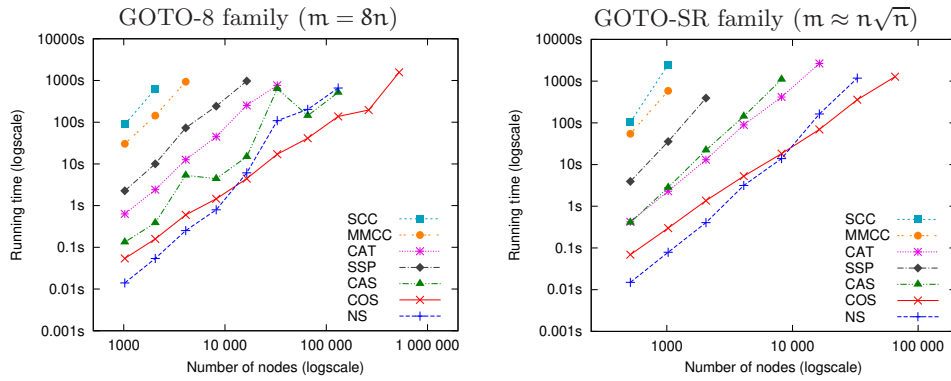 GOTO-8 family (m = 8n)
10000s
1000s
100s
10s
1s
0.1s
0.01s
0.001s
Running time (logscale)
SCC
MMCC
CAT
SSP
CAS
COS
NS
1000
10 000
100 000
1 000 000
Number of nodes (logscale)
GOTO-SR family (m ≈ n√n)
10000s
1000s
100s
10s
1s
0.1s
0.01s
0.001s
Running time (logscale)
SCC
MMCC
CAT
SSP
CAS
COS
NS
1000
10 000
100 000
Number of nodes (logscale)